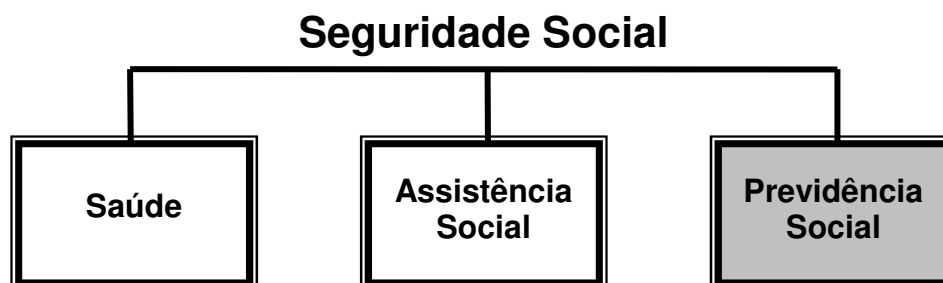 Seguridade Social
Saúde
Assistência
Social
Previdência
Social